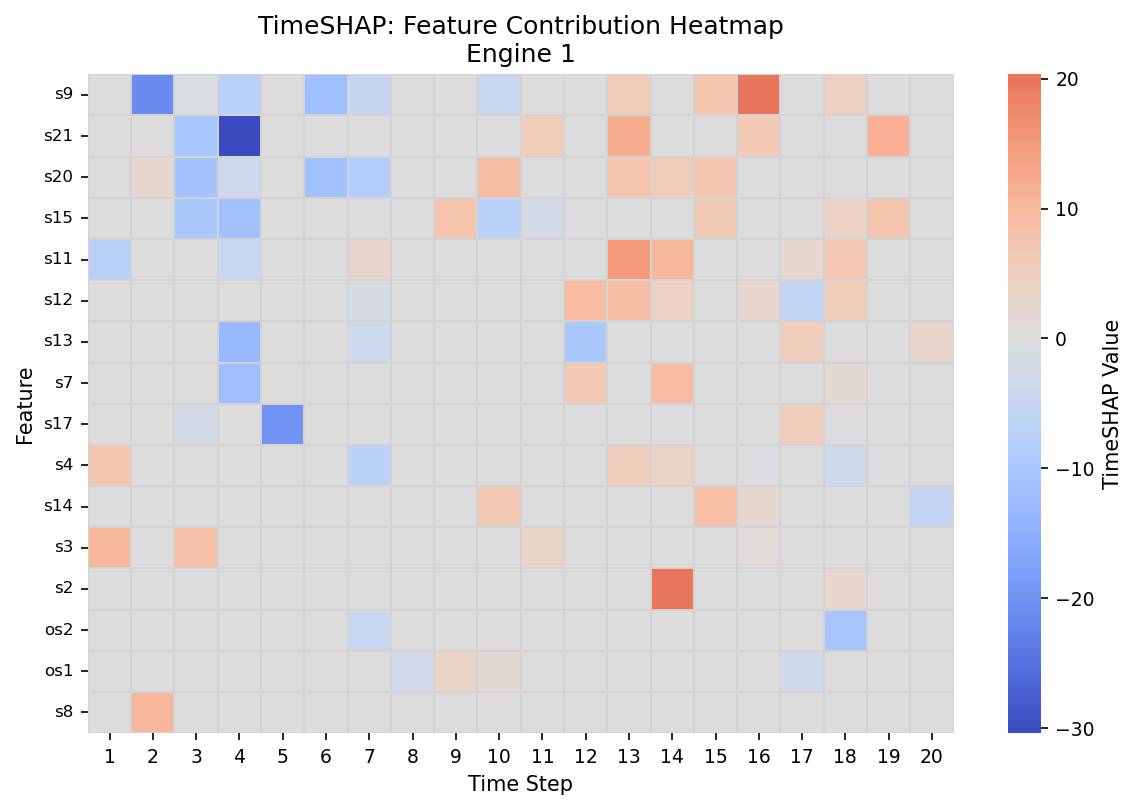 TimeSHAP: Feature Contribution Heatmap
Engine 1
Feature
s9
s21
s20
s15
s11
s12
s13
s7
s17
s4
s14
s3
s2
os2
os1
s8
1 2 3 4 5 6 7 8 9 10 11 12 13 14 15 16 17 18 19 20
Time Step
20
10
0
−10
−20
−30
TimeSHAP Value